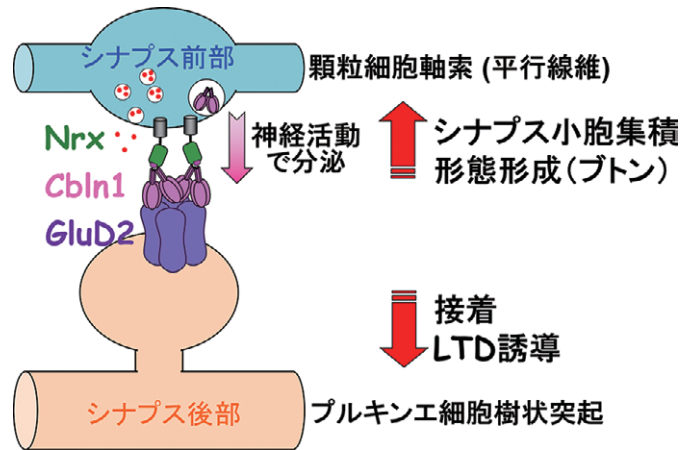 シナプス前部
顆粒細胞軸索 (平行線維)
Nrx
神経活動
で分泌
シナプス小胞集積
形態形成(ブトン)
Cbln1
GluD2
接着
LTD誘導
シナプス後部
プルキンエ細胞樹状突起